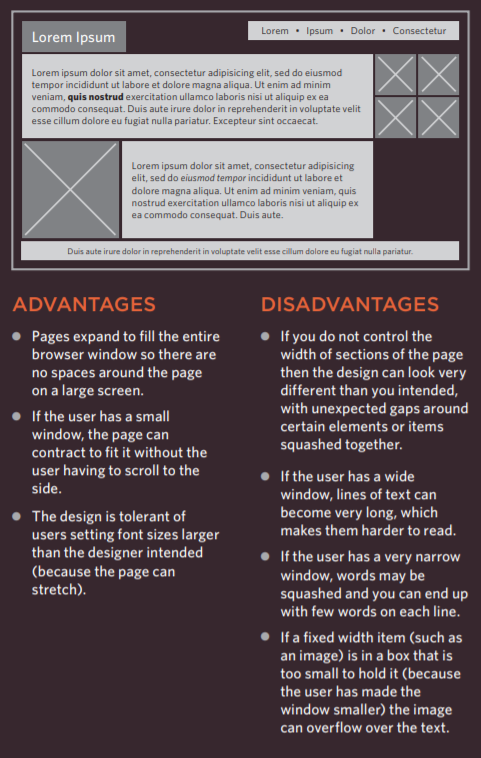 Lorem Ipsum
Lorem • Ipsum • Dolor • Consectetur
Lorem ipsum dolor sit amet, consectetur adipisicing elit, sed do eiusmod
tempor incididunt ut labore et dolore magna aliqua. Ut enim ad minim
veniam, quis nostrud exercitation ullamco laboris nisi ut aliquip ex ea
commodo consequat. Duis aute irure dolor in reprehenderit in voluptate velit
esse cillum dolore eu fugiat nulla pariatur. Excepteur sint occaecat.
Lorem ipsum dolor sit amet, consectetur adipisicing
elit, sed do eiusmod tempor incididunt ut labore et
dolore magna aliqua. Ut enim ad minim veniam, quis
nostrud exercitation ullamco laboris nisi ut aliquip ex
ea commodo consequat. Duis aute.
Duis aute irure dolor in reprehenderit in voluptate velit esse cillum dolore eu fugiat nulla pariatur.
ADVANTAGES
● Pages expand to fill the entire
browser window so there are
no spaces around the page
on a large screen.
● If the user has a small
window, the page can
contract to fit it without the
user having to scroll to the
side.
● The design is tolerant of
users setting font sizes larger
than the designer intended
(because the page can
stretch).
DISADVANTAGES
● If you do not control the
width of sections of the page
then the design can look very
different than you intended,
with unexpected gaps around
certain elements or items
squashed together.
● If the user has a wide
window, lines of text can
become very long, which
makes them harder to read.
● If the user has a very narrow
window, words may be
squashed and you can end up
with few words on each line.
● If a fixed width item (such as
an image) is in a box that is
too small to hold it (because
the user has made the
window smaller) the image
can overflow over the text.